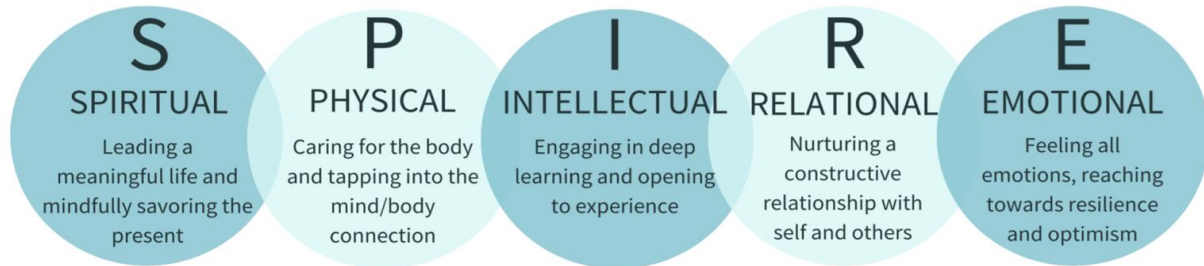 S
SPIRITUAL
Leading a
meaningful life and
mindfully savoring the
present
P
PHYSICAL
Caring for the body
and tapping into the
mind/body
connection
I
INTELLECTUAL
Engaging in deep
learning and opening
to experience
R
RELATIONAL
Nurturing a
constructive
relationship with
self and others
E
EMOTIONAL
Feeling all
emotions, reaching
towards resilience
and optimism